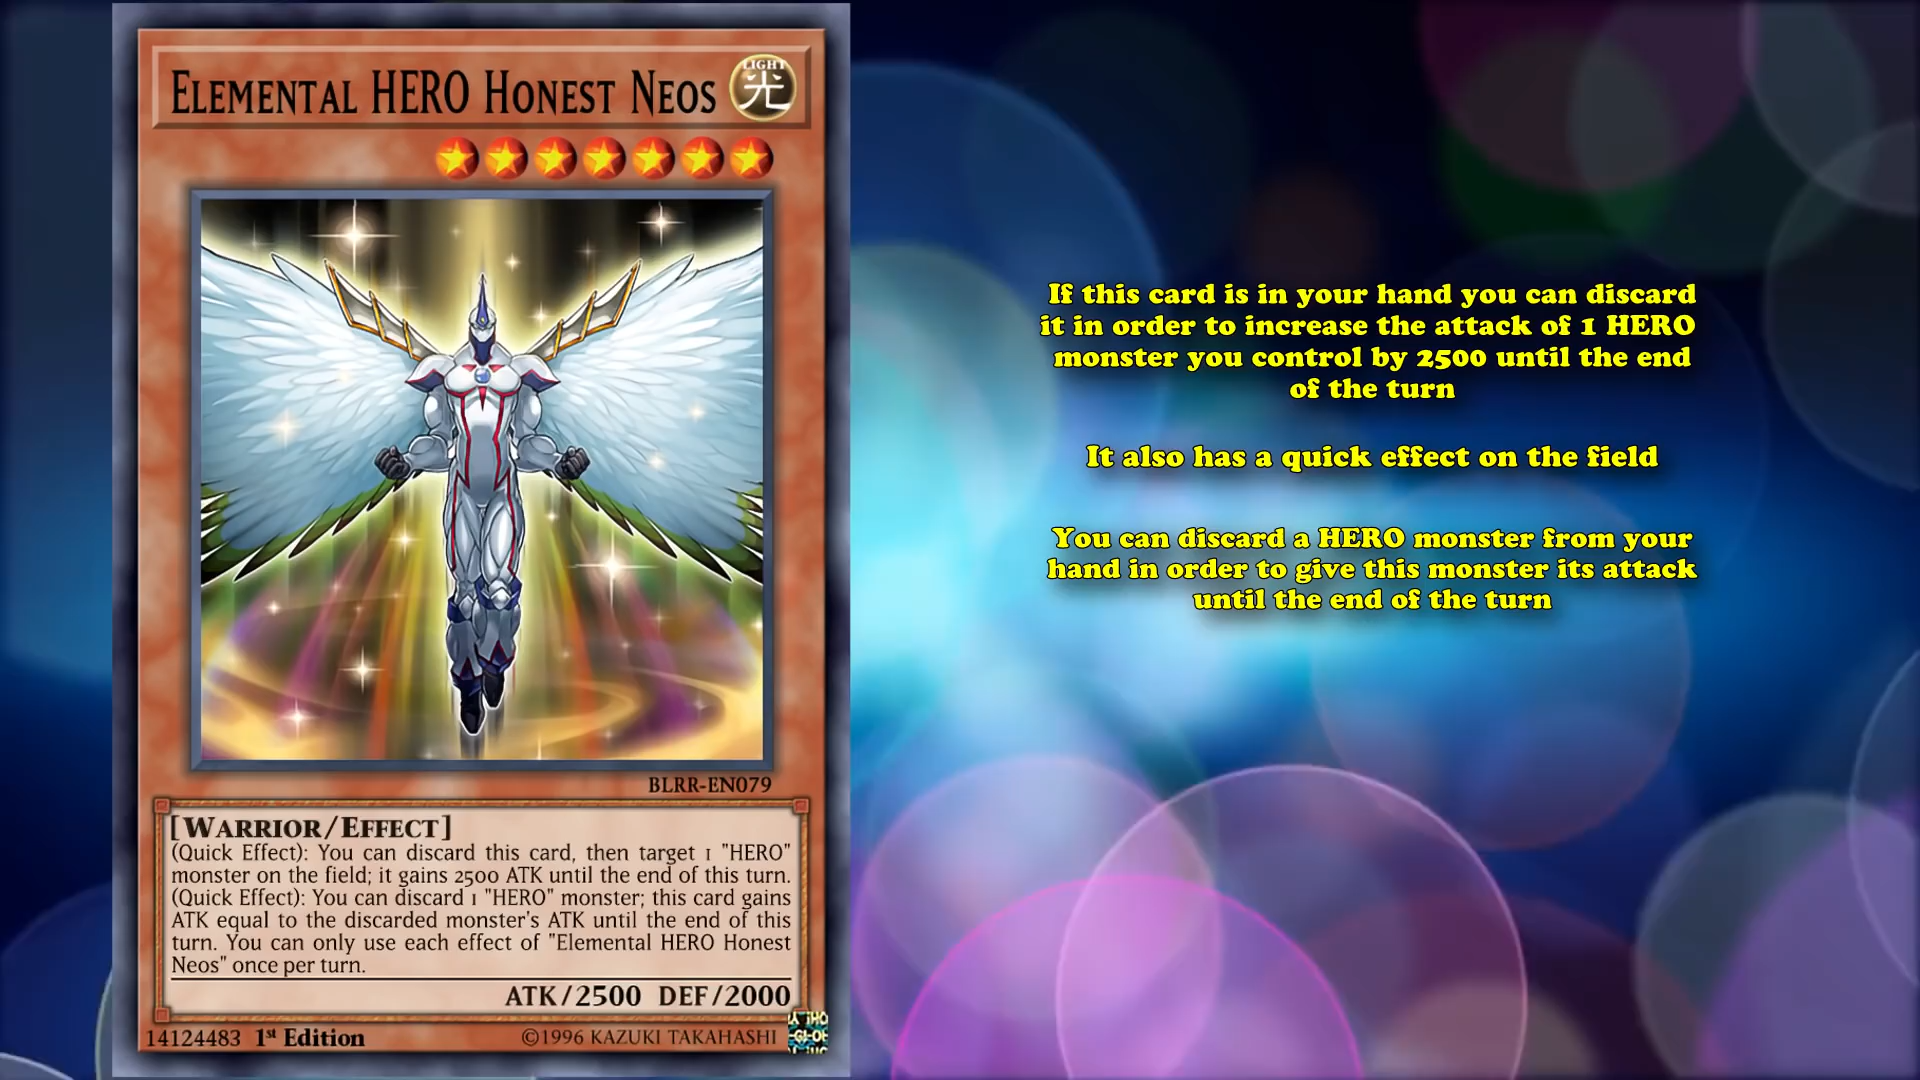 ELEMENTAL HERO HONEST NEOS
LIGHT
光
BLRR-EN079
[WARRIOR/EFFECT]
(Quick Effect): You can discard this card, then target 1 "HERO"
monster on the field; it gains 2500 ATK until the end of this turn.
(Quick Effect): You can discard 1 "HERO" monster; this card gains
ATK equal to the discarded monster's ATK until the end of this
turn. You can only use each effect of "Elemental HERO Honest
Neos" once per turn.
ATK/2500 DEF/2000
14124483 1st Edition ©1996 KAZUKI TAKAHASHI
If this card is in your hand you can discard
it in order to increase the attack of 1 HERO
monster you control by 2500 until the end
of the turn
It also has a quick effect on the field
You can discard a HERO monster from your
hand in order to give this monster its attack
until the end of the turn